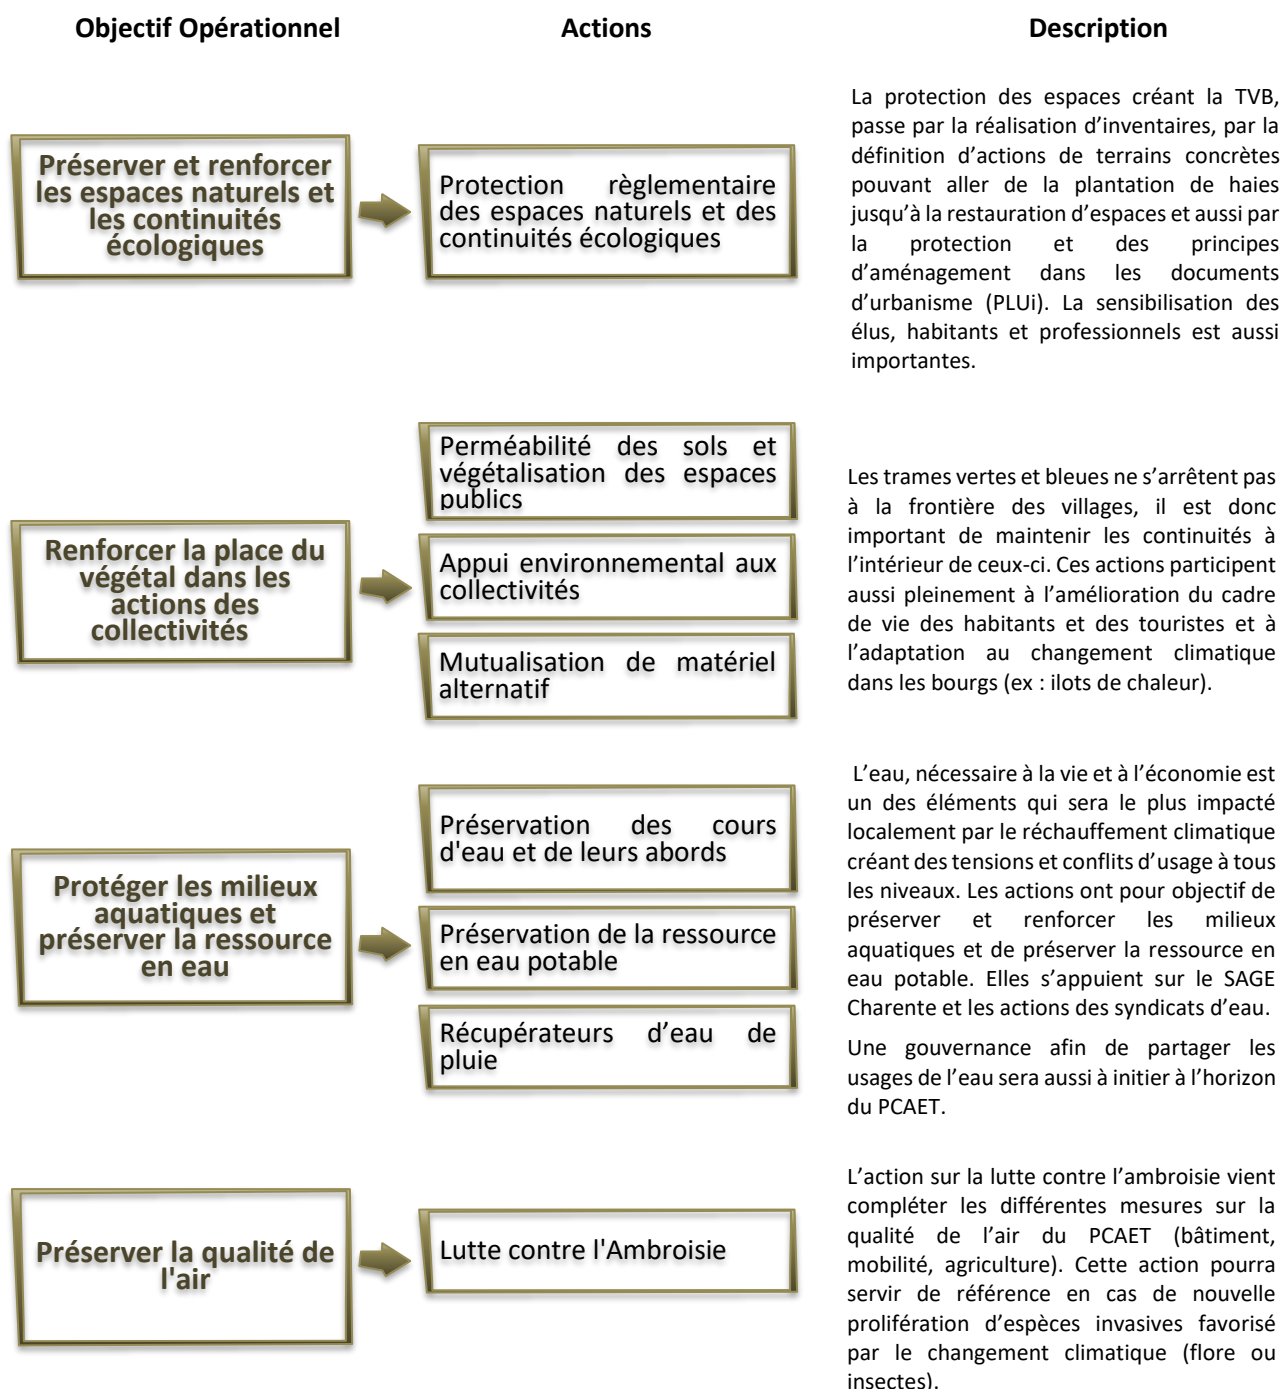 Objectif Opérationnel
Actions
Description
Préserver et renforcer
les espaces naturels et
les continuités
écologiques
Protection règlementaire
des espaces naturels et des
continuités écologiques
La protection des espaces créant la TVB,
passe par la réalisation d’inventaires, par la
définition d’actions de terrains concrètes
pouvant aller de la plantation de haies
jusqu’à la restauration d’espaces et aussi par
la protection et des principes
d’aménagement dans les documents
d’urbanisme (PLUi). La sensibilisation des
élus, habitants et professionnels est aussi
importantes.
Renforcer la place du
végétal dans les
actions des
collectivités
Perméabilité des sols et
végétalisation des espaces
publics
Appui environnemental aux
collectivités
Mutualisation de matériel
alternatif
Les trames vertes et bleues ne s’arrêtent pas
à la frontière des villages, il est donc
important de maintenir les continuités à
l’intérieur de ceux-ci. Ces actions participent
aussi pleinement à l’amélioration du cadre
de vie des habitants et des touristes et à
l’adaptation au changement climatique
dans les bourgs (ex : ilots de chaleur).
Protéger les milieux
aquatiques et
préserver la ressource
en eau
Préservation des cours
d'eau et de leurs abords
Préservation de la ressource
en eau potable
Récupérateurs d’eau de
pluie
L’eau, nécessaire à la vie et à l’économie est
un des éléments qui sera le plus impacté
localement par le réchauffement climatique
créant des tensions et conflits d’usage à tous
les niveaux. Les actions ont pour objectif de
préserver et renforcer les milieux
aquatiques et de préserver la ressource en
eau potable. Elles s’appuient sur le SAGE
Charente et les actions des syndicats d’eau.
Une gouvernance afin de partager les
usages de l’eau sera aussi à initier à l’horizon
du PCAET.
Préserver la qualité de
l'air
Lutte contre l'Ambroisie
L’action sur la lutte contre l’ambroisie vient
compléter les différentes mesures sur la
qualité de l’air du PCAET (bâtiment,
mobilité, agriculture). Cette action pourra
servir de référence en cas de nouvelle
prolifération d’espèces invasives favorisé
par le changement climatique (flore ou
insectes).